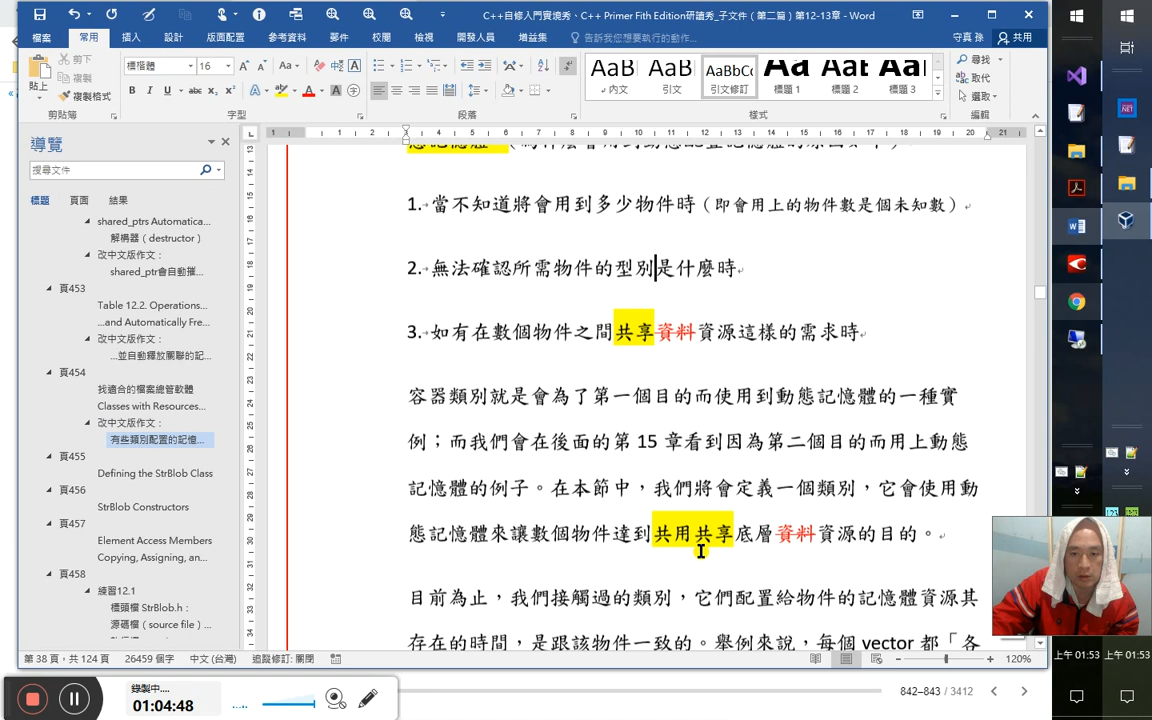 C++自修入門實境秀、C++ Primer Fith Edition研讀秀_子文件（第二篇）第12-13章 - Word
檔案 常用 插入 設計 版面配置 參考資料 郵件 校閱 檢視 開發人員 增益集 告訴我您想要執行的動作... 守真 孫 共用
貼上 剪下 複製 複製格式
標楷體 16
AaB AaB AaBbCc Aa Aat Aal
內文 引文 引文修訂 標題 1 標題 2 標題 3
尋找 取代 選取
剪貼簿 字型 段落 樣式 編輯
導覽
搜尋文件
標題 頁面 結果
shared_ptrs Automatica...
解構器（destructor）
改中文版作文：
shared_ptr會自動摧...
頁453
Table 12.2. Operations...
...and Automatically Fre...
改中文版作文：
...並自動釋放關聯的記...
頁454
找適合的檔案總管軟體
Classes with Resources...
改中文版作文：
有些類別配置的記憶...
頁455
Defining the StrBlob Class
頁456
StrBlob Constructors
頁457
Element Access Members
Copying, Assigning, an...
頁458
練習12.1
標頭檔 StrBlob.h：
源碼檔（source file）...
1. 當不知道將會用到多少物件時（即會用上的物件數是個未知數）。
2. 無法確認所需物件的型別是什麼時
3. 如有在數個物件之間共享資料資源這樣的需求時
容器類別就是會為了第一個目的而使用到動態記憶體的一種實
例；而我們會在後面的第 15 章看到因為第二個目的而用上動態
記憶體的例子。在本節中，我們將會定義一個類別，它會使用動
態記憶體來讓數個物件達到共用共享底層資料資源的目的。
目前為止，我們接觸過的類別，它們配置給物件的記憶體資源其
存在的時間，是跟該物件一致的。舉例來說，每個 vector 都「各
第 38 頁，共 124 頁 26459 個字 中文 (台灣) 追蹤修訂: 關閉 120%
錄製中....
01:04:48
842–843 / 3412
上午 01:53 上午 01:53